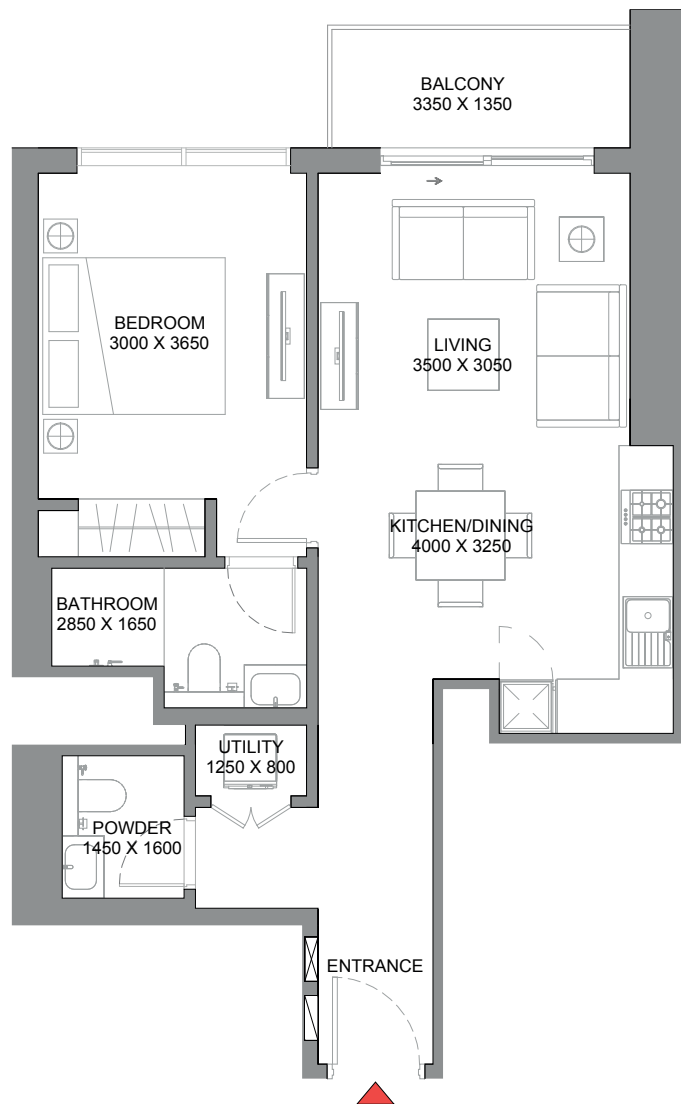 BALCONY
3350 X 1350
BEDROOM
3000 X 3650
LIVING
3500 X 3050
KITCHEN/DINING
4000 X 3250
BATHROOM
2850 X 1650
UTILITY
1250 X 800
POWDER
1450 X 1600
ENTRANCE